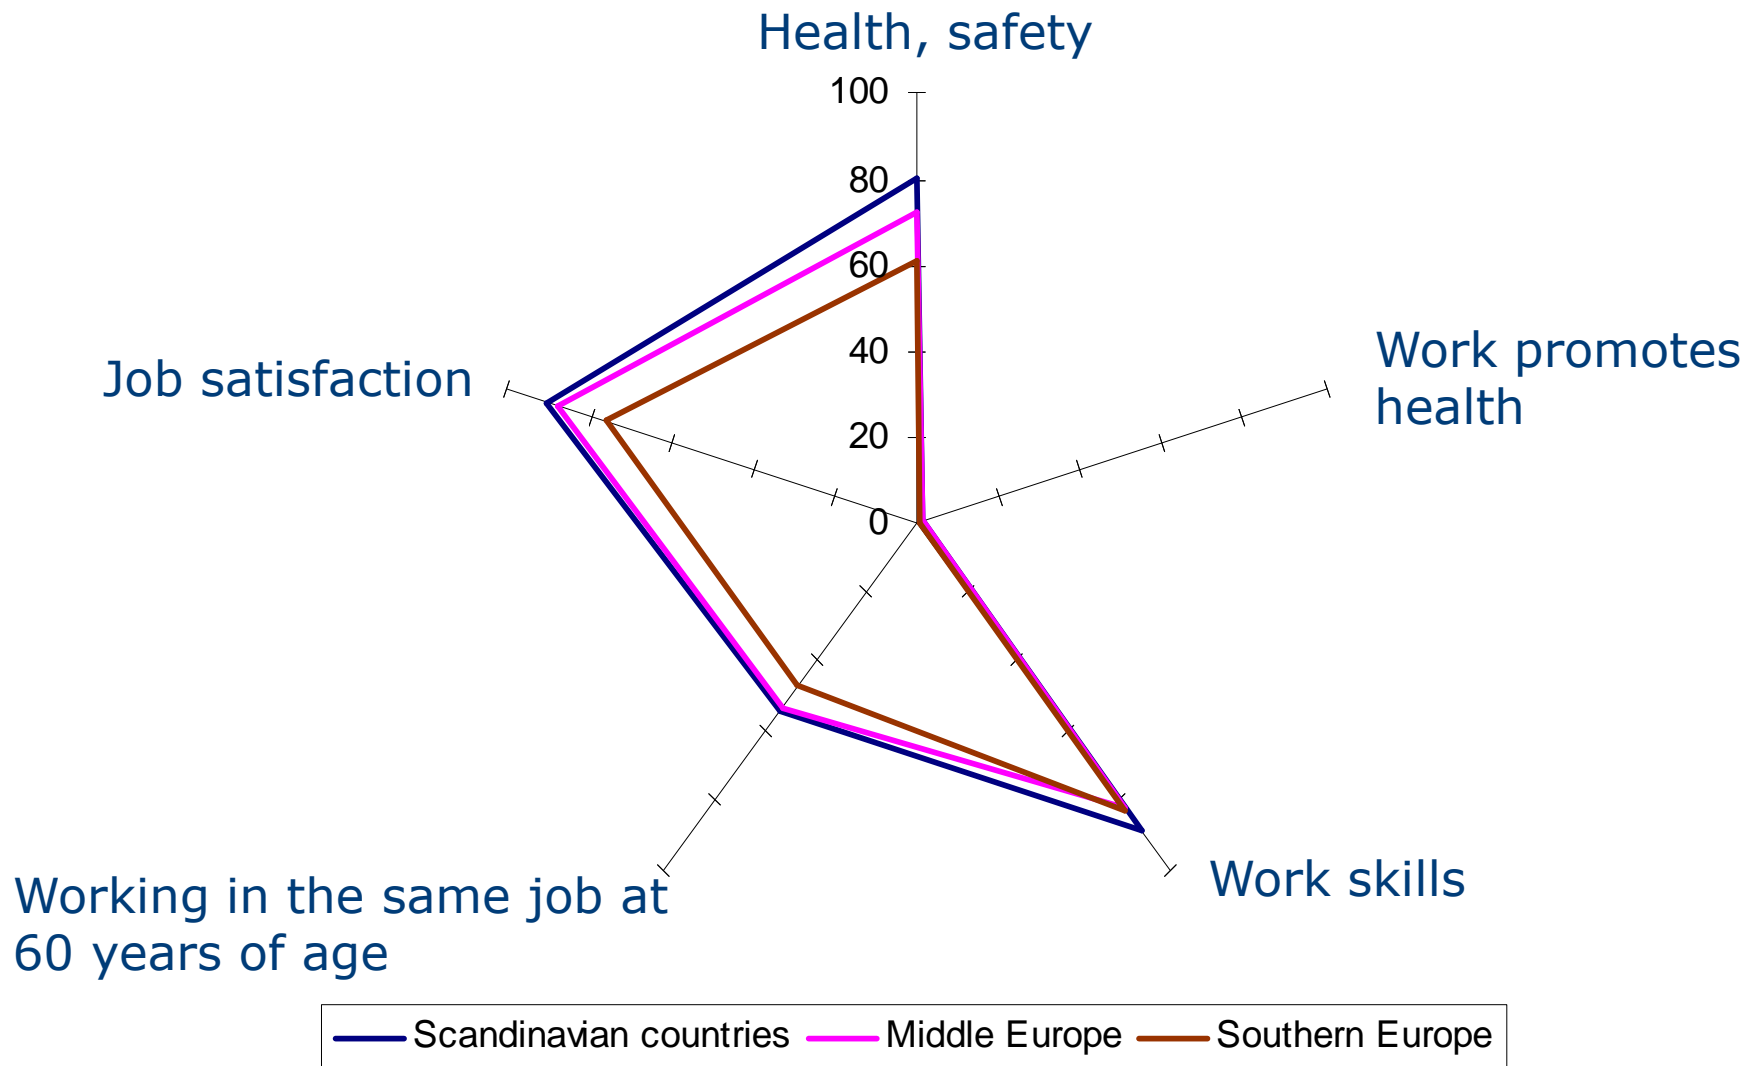 Health, safety
100
80
60
40
20
0
Job satisfaction
Work promotes
health
Working in the same job at
60 years of age
Work skills
Scandinavian countries Middle Europe Southern Europe